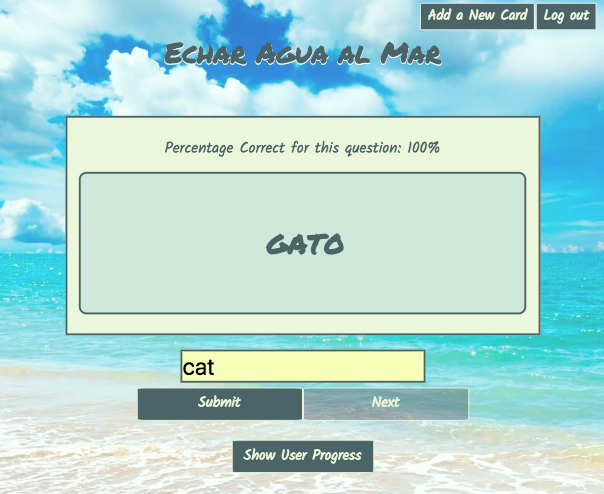 Add a New Card
Log out
Echar Agua al Mar
Percentage Correct for this question: 100%
GATO
cat
Submit
Next
Show User Progress